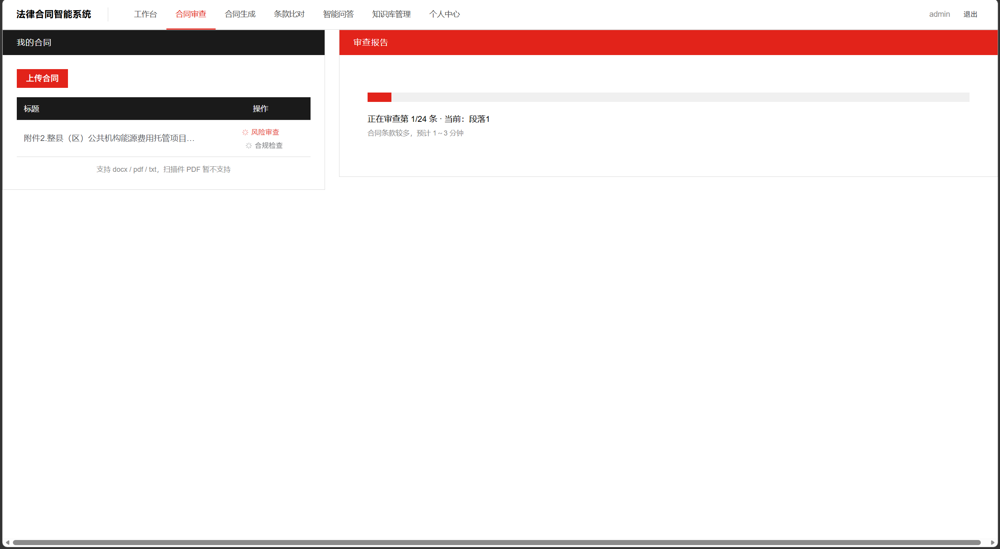 法律合同智能系统 工作台 合同审查 合同生成 条款比对 智能问答 知识库管理 个人中心 admin 退出
我的合同
上传合同
标题 操作
附件2.整县（区）公共机构能源费用托管项目... 风险审查
合规检查
支持 docx / pdf / txt，扫描件 PDF 暂不支持
审查报告
正在审查第 1/24 条 · 当前：段落1
合同条款较多，预计 1～3 分钟